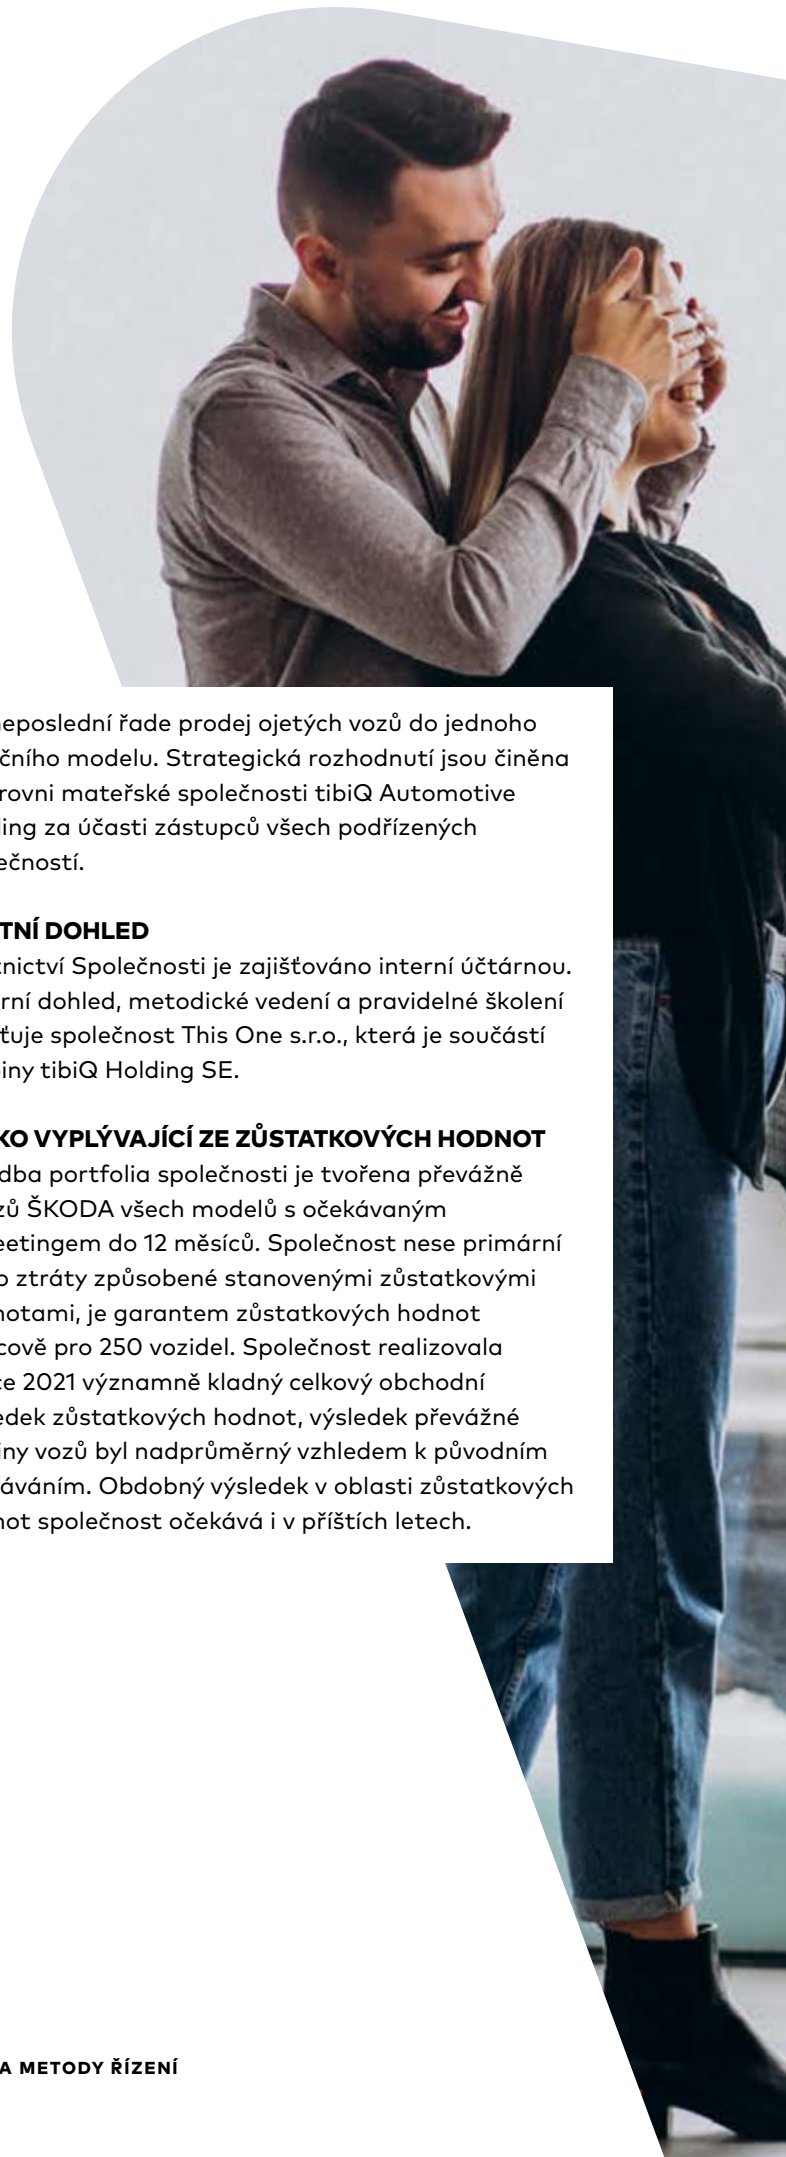 neposlední řade prodej ojetých vozů do jednoho
čního modelu. Strategická rozhodnutí jsou činěna
rovni mateřské společnosti tibiQ Automotive
ing za účasti zástupců všech podřízených
ečností.
TNÍ DOHLED
nictví Společnosti je zajišťováno interní účtárnou.
rní dohled, metodické vedení a pravidelné školení
ťuje společnost This One s.r.o., která je součástí
iny tibiQ Holding SE.
KO VYPLÝVAJÍCÍ ZE ZŮSTATKOVÝCH HODNOT
dba portfolia společnosti je tvořena převážně
zů ŠKODA všech modelů s očekávaným
eetingem do 12 měsíců. Společnost nese primární
o ztráty způsobené stanovenými zůstatkovými
notami, je garantem zůstatkových hodnot
cově pro 250 vozidel. Společnost realizovala
ce 2021 významně kladný celkový obchodní
edek zůstatkových hodnot, výsledek převážné
iny vozů byl nadprůměrný vzhledem k původním
áváním. Obdobný výsledek v oblasti zůstatkových
not společnost očekává i v příštích letech.
A METODY ŘÍZENÍ